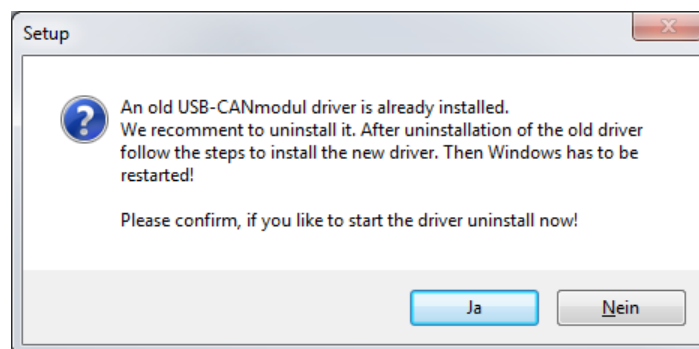 Setup
An old USB-CANmodul driver is already installed.
We recomment to uninstall it. After uninstallation of the old driver
follow the steps to install the new driver. Then Windows has to be
restarted!
Please confirm, if you like to start the driver uninstall now!
Ja
Nein